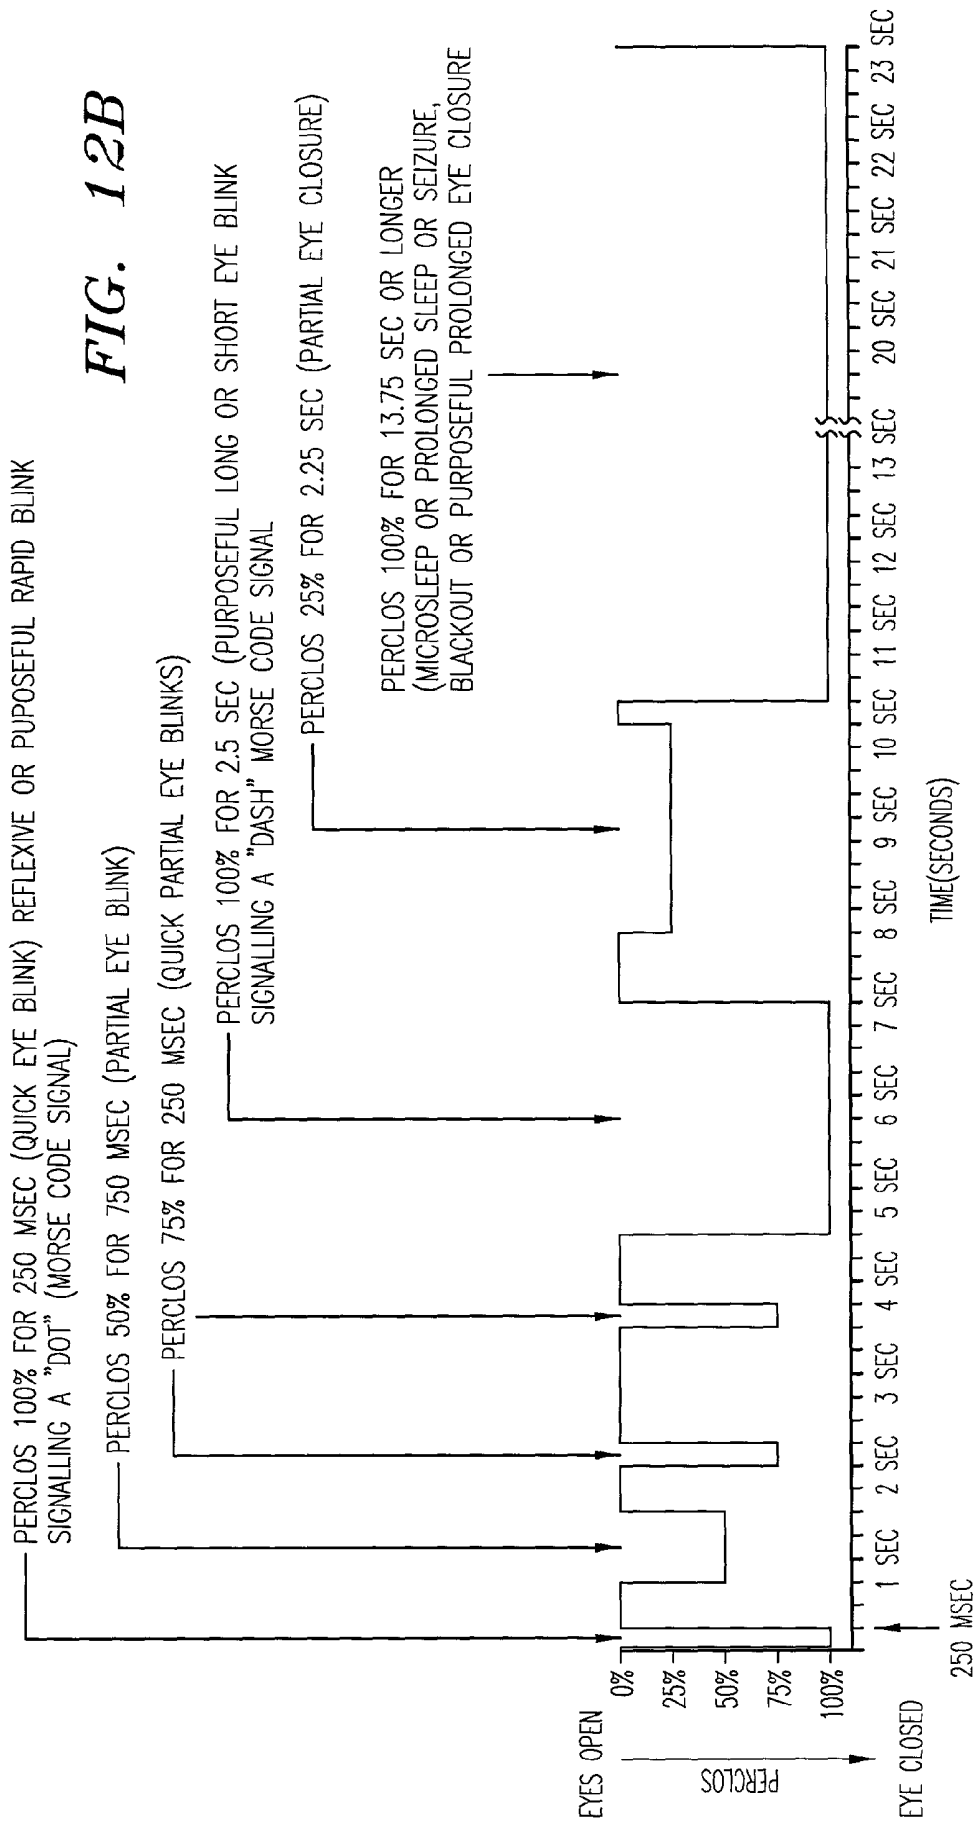 FIG. 12B
PERCLOS 100% FOR 250 MSEC (QUICK EYE BLINK) REFLEXIVE OR PUPOSEFUL RAPID BLINK
SIGNALLING A "DOT" (MORSE CODE SIGNAL)
PERCLOS 50% FOR 750 MSEC (PARTIAL EYE BLINK)
PERCLOS 75% FOR 250 MSEC (QUICK PARTIAL EYE BLINKS)
PERCLOS 100% FOR 2.5 SEC (PURPOSEFUL LONG OR SHORT EYE BLINK
SIGNALLING A "DASH" MORSE CODE SIGNAL
PERCLOS 25% FOR 2.25 SEC (PARTIAL EYE CLOSURE)
PERCLOS 100% FOR 13.75 SEC OR LONGER
(MICROSLEEP OR PROLONGED SLEEP OR SEIZURE,
BLACKOUT OR PURPOSEFUL PROLONGED EYE CLOSURE
EYES OPEN
PERCLOS
EYE CLOSED
0%
25%
50%
75%
100%
1 SEC 2 SEC 3 SEC 4 SEC 5 SEC 6 SEC 7 SEC 8 SEC 9 SEC 10 SEC 11 SEC 12 SEC 13 SEC 20 SEC 21 SEC 22 SEC 23 SEC
250 MSEC
TIME(SECONDS)